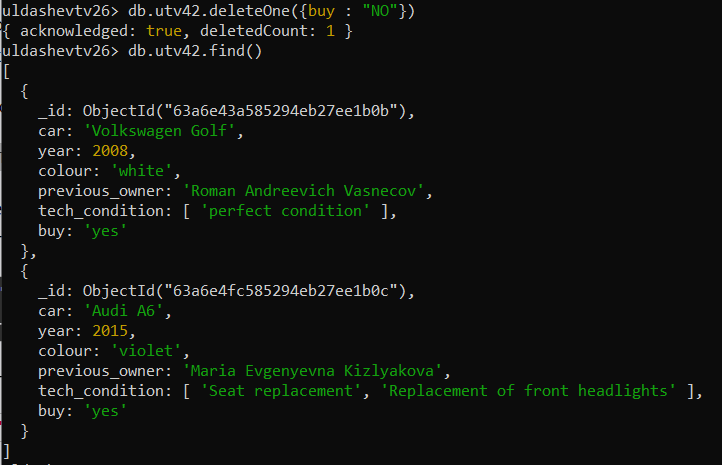 uldashevtv26> db.utv42.deleteOne({buy : "NO"})
{ acknowledged: true, deletedCount: 1 }
uldashevtv26> db.utv42.find()
[
  {
    _id: ObjectId("63a6e43a585294eb27ee1b0b"),
    car: 'Volkswagen Golf',
    year: 2008,
    colour: 'white',
    previous_owner: 'Roman Andreevich Vasnecov',
    tech_condition: [ 'perfect condition' ],
    buy: 'yes'
  },
  {
    _id: ObjectId("63a6e4fc585294eb27ee1b0c"),
    car: 'Audi A6',
    year: 2015,
    colour: 'violet',
    previous_owner: 'Maria Evgenyevna Kizlyakova',
    tech_condition: [ 'Seat replacement', 'Replacement of front headlights' ],
    buy: 'yes'
  }
]